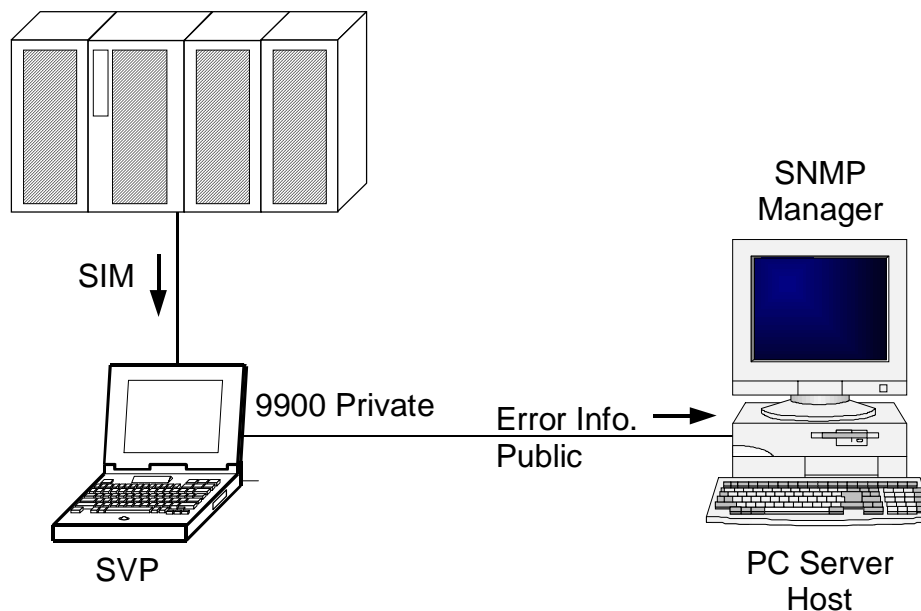 SNMP
Manager
SIM
9900 Private
Error Info.
Public
SVP
PC Server
Host